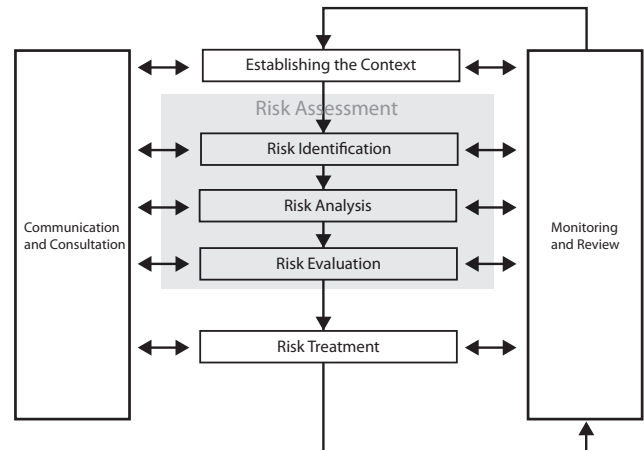 Establishing the Context
Risk Assessment
Risk Identification
Risk Analysis
Risk Evaluation
Risk Treatment
Communication
and Consultation
Monitoring
and Review